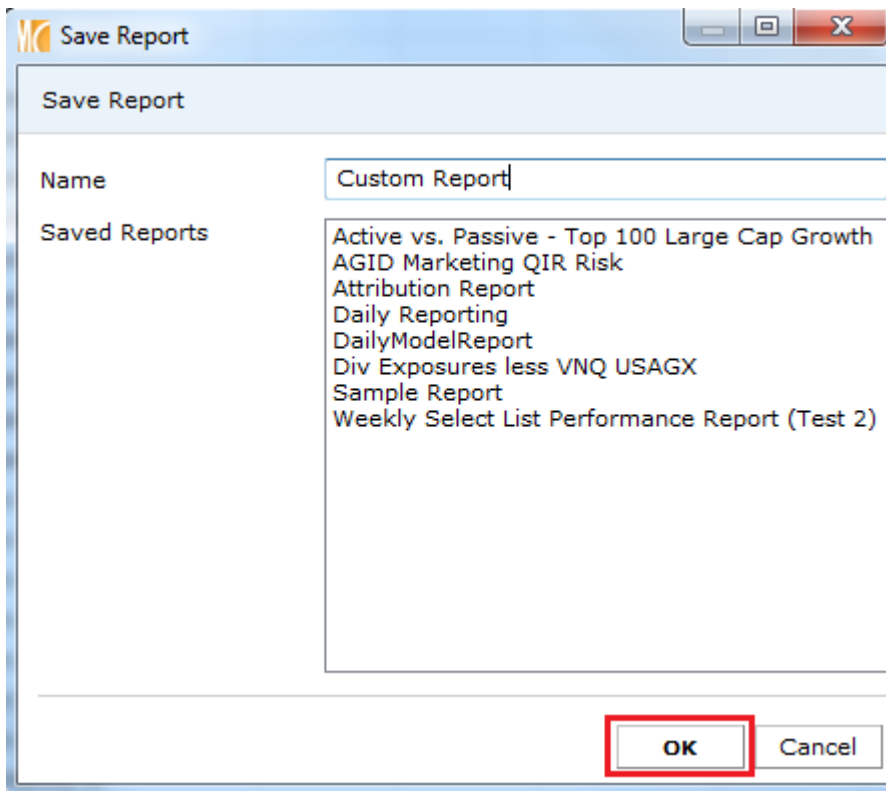 Save Report
Save Report
Name
Custom Report
Saved Reports
Active vs. Passive - Top 100 Large Cap Growth
AGID Marketing QIR Risk
Attribution Report
Daily Reporting
DailyModelReport
Div Exposures less VNQ USAGX
Sample Report
Weekly Select List Performance Report (Test 2)
OK
Cancel